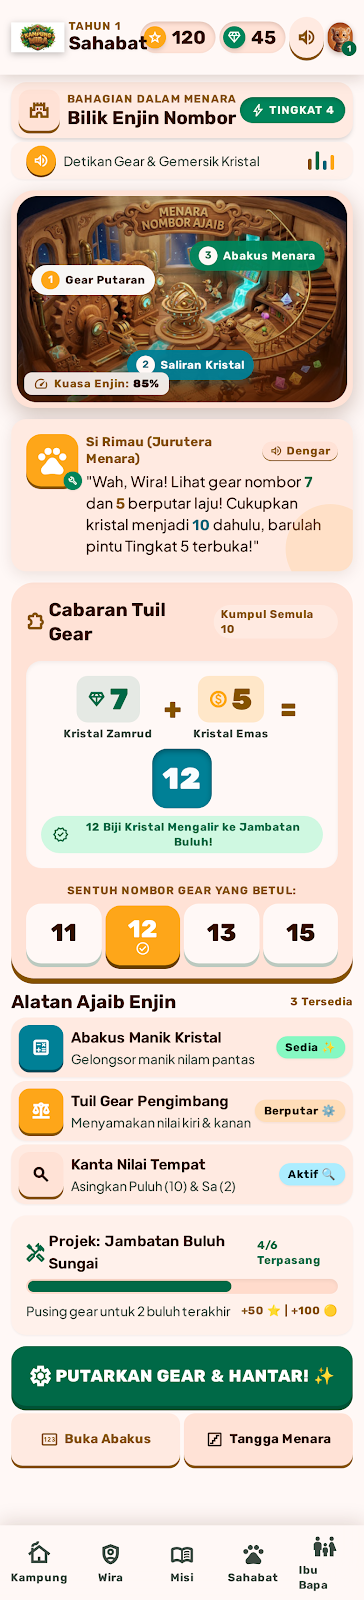 KAMPUNG
WIRA
TAHUN 1
Sahabat
120
45
1
BAHAGIAN DALAM MENARA
Bilik Enjin Nombor
TINGKAT 4
Detikan Gear & Gemersik Kristal
MENARA
NOMBOR AJAIB
3 Abakus Menara
1 Gear Putaran
2 Saliran Kristal
Kuasa Enjin: 85%
Si Rimau (Jurutera
Menara)
Dengar
"Wah, Wira! Lihat gear nombor 7
dan 5 berputar laju! Cukupkan
kristal menjadi 10 dahulu, barulah
pintu Tingkat 5 terbuka!"
Cabaran Tuil
Gear
Kumpul Semula
10
7 + 5 =
Kristal Zamrud
Kristal Emas
12
12 Biji Kristal Mengalir ke Jambatan
Buluh!
SENTUH NOMBOR GEAR YANG BETUL:
11
12
13
15
Alatan Ajaib Enjin
3 Tersedia
Abakus Manik Kristal
Gelongsor manik nilam pantas
Sedia ✨
Tuil Gear Pengimbang
Menyamakan nilai kiri & kanan
Berputar ⚙️
Kanta Nilai Tempat
Asingkan Puluh (10) & Sa (2)
Aktif 🔍
Projek: Jambatan Buluh
Sungai
4/6
Terpasang
Pusing gear untuk 2 buluh terakhir
+50 ⭐ | +100 🪙
PUTARKAN GEAR & HANTAR! ✨
123 Buka Abakus
Tangga Menara
Kampung
Wira
Misi
Sahabat
Ibu
Bapa